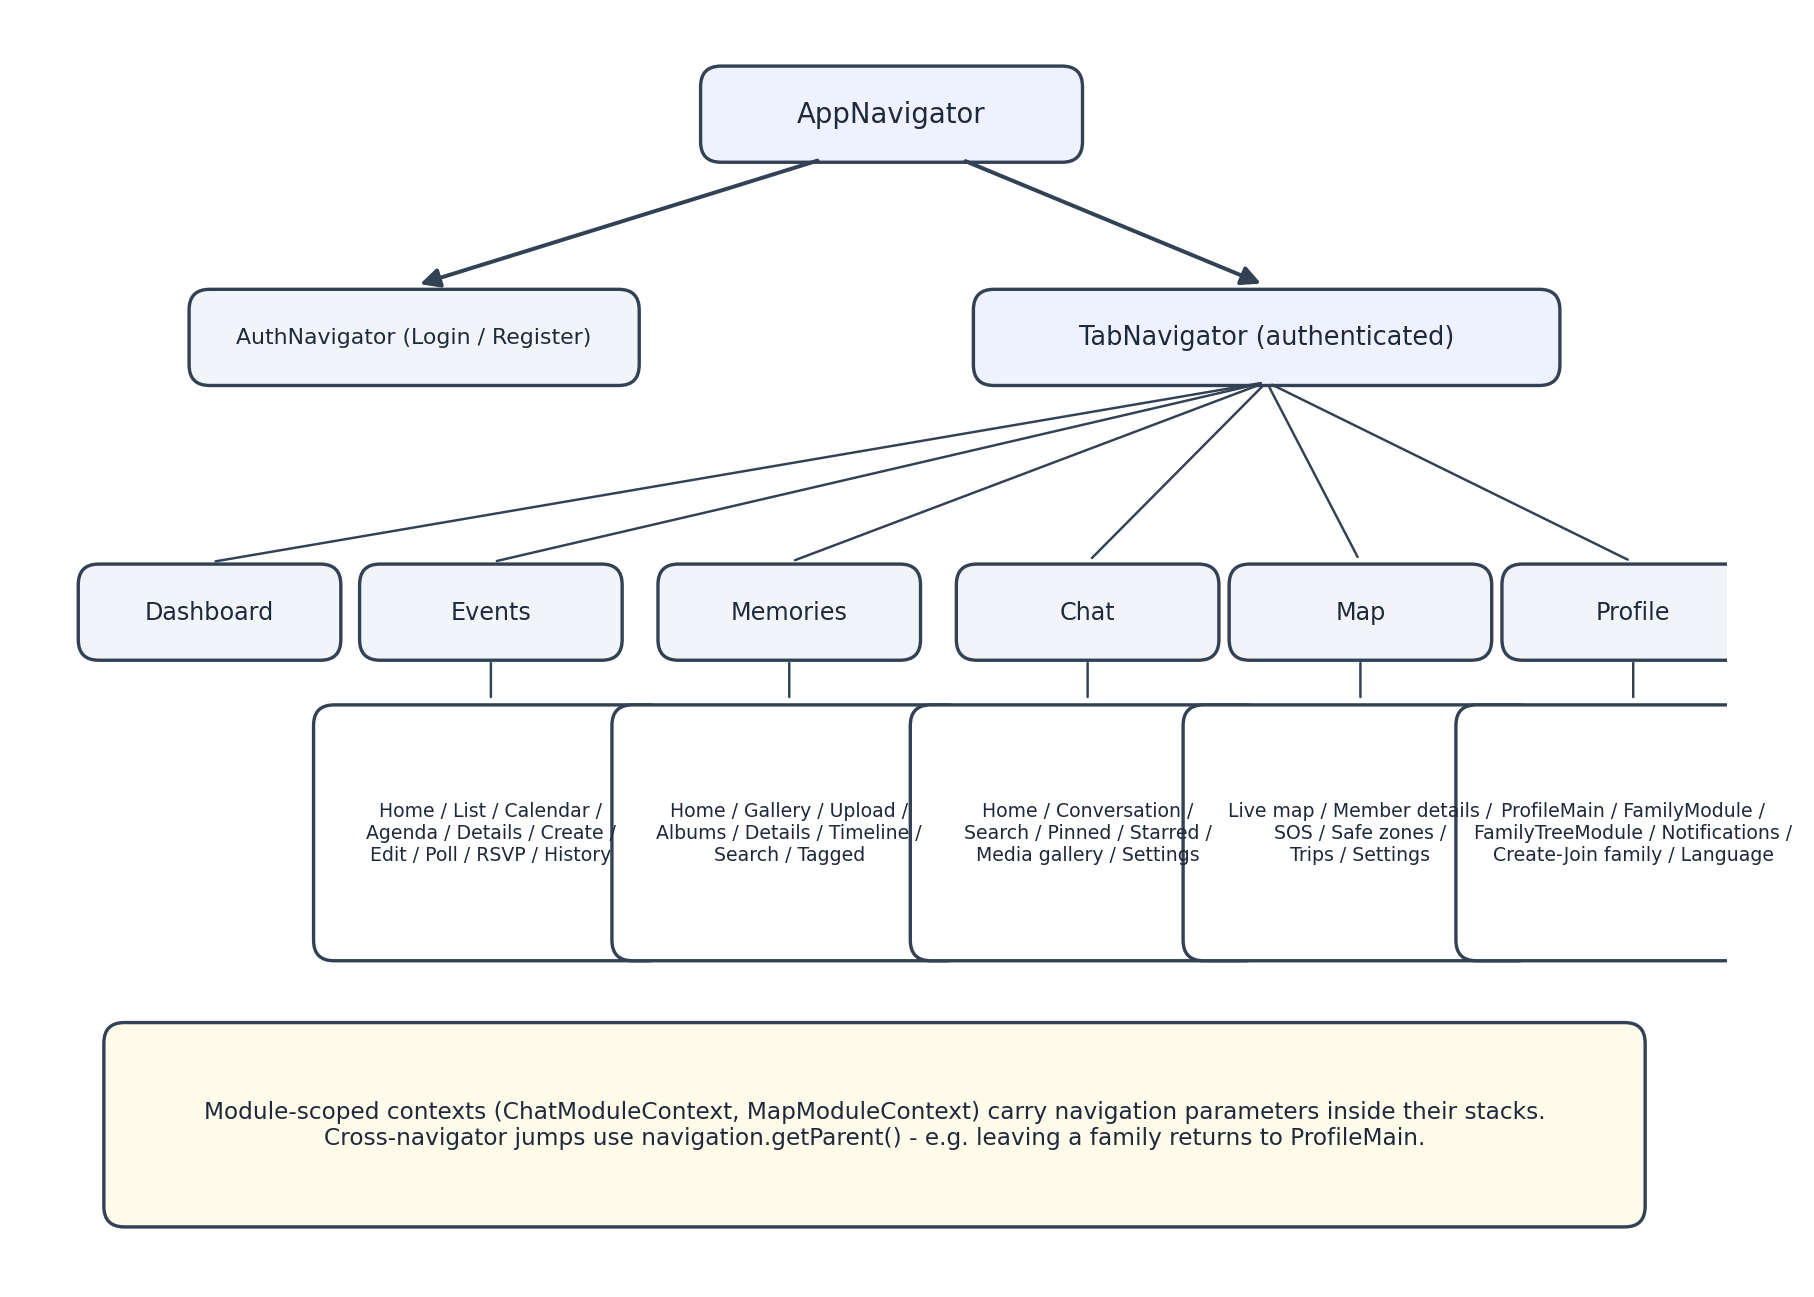 AppNavigator
AuthNavigator (Login / Register)
TabNavigator (authenticated)
Dashboard
Events
Memories
Chat
Map
Profile
Home / List / Calendar /
Agenda / Details / Create /
Edit / Poll / RSVP / History
Home / Gallery / Upload /
Albums / Details / Timeline /
Search / Tagged
Home / Conversation /
Search / Pinned / Starred /
Media gallery / Settings
Live map / Member details /
SOS / Safe zones /
Trips / Settings
ProfileMain / FamilyModule /
FamilyTreeModule / Notifications /
Create-Join family / Language
Module-scoped contexts (ChatModuleContext, MapModuleContext) carry navigation parameters inside their stacks.
Cross-navigator jumps use navigation.getParent() - e.g. leaving a family returns to ProfileMain.